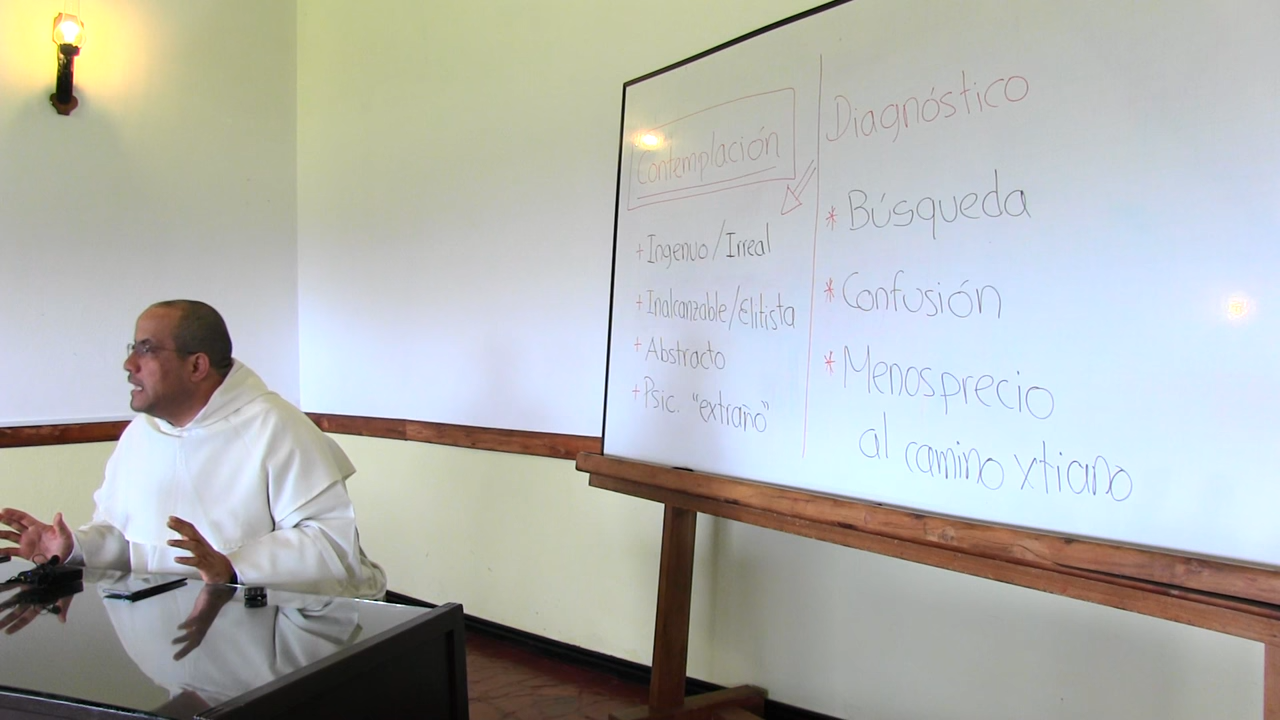 Contemplación
+ Ingenuo/Irreal
+ Inalcanzable/Elitista
+ Abstracto
+ Psic. "extraño"
Diagnóstico
* Búsqueda
* Confusión
* Menosprecio
al camino xtiano